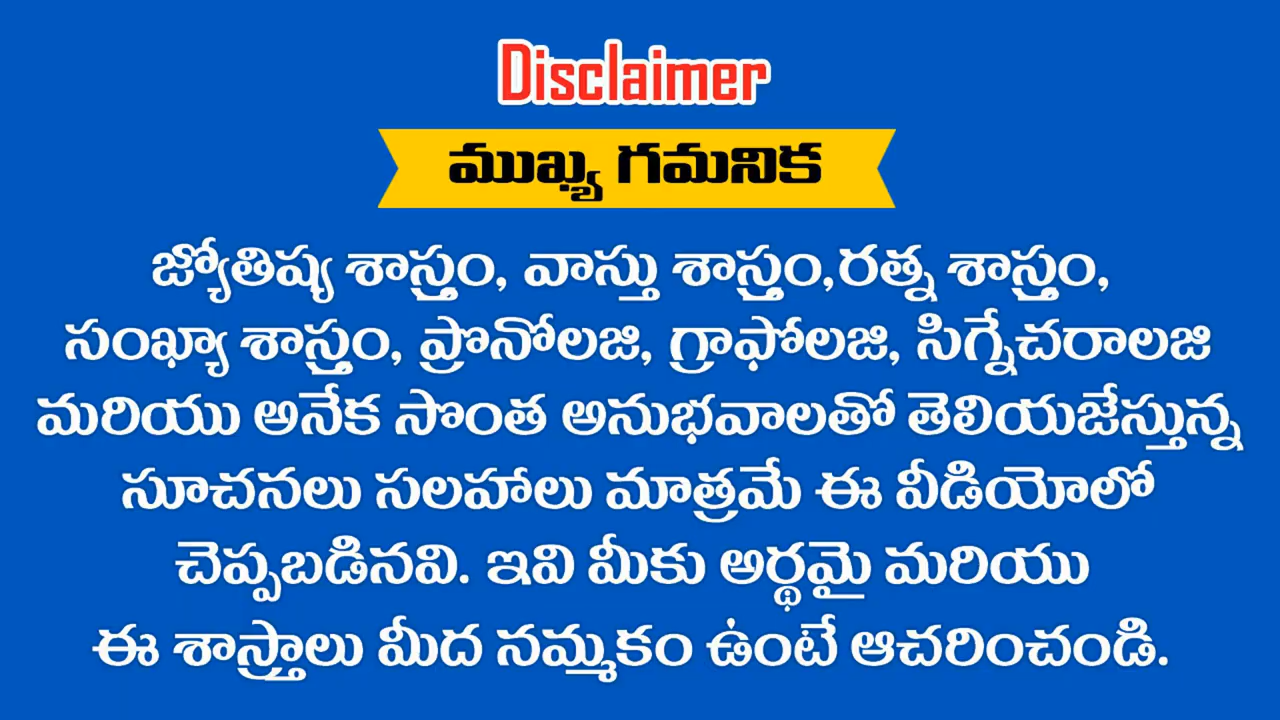 Disclaimer
ముఖ్య గమనిక
జ్యోతిష్య శాస్త్రం, వాస్తు శాస్త్రం,రత్న శాస్త్రం,
సంఖ్యా శాస్త్రం, ప్రొనోలజి, గ్రాఫోలజి, సిగ్నేచరాలజి
మరియు అనేక సొంత అనుభవాలతో తెలియజేస్తున్న
సూచనలు సలహాలు మాత్రమే ఈ వీడియోలో
చెప్పబడినవి. ఇవి మీకు అర్థమై మరియు
ఈ శాస్త్రాలు మీద నమ్మకం ఉంటే ఆచరించండి.